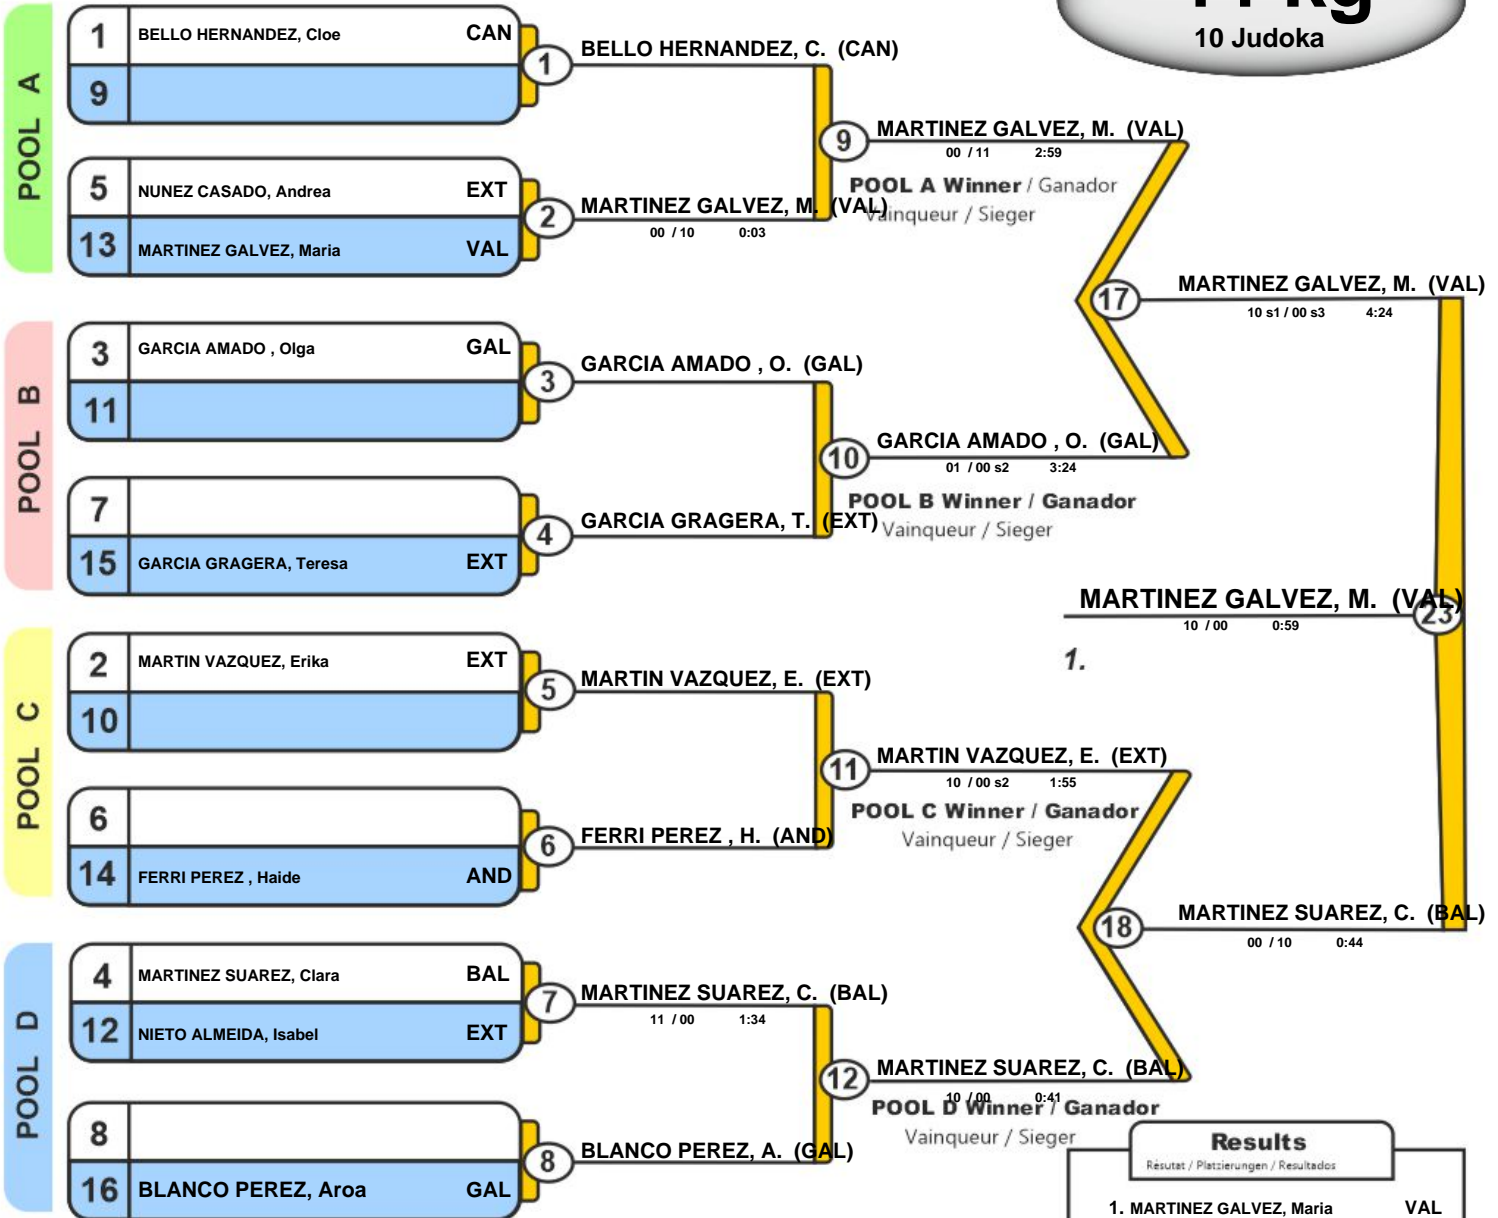 10 Judoka
POOL A
1 BELLO HERNANDEZ, Cloe CAN
9
1 BELLO HERNANDEZ, C. (CAN)
5 NUNEZ CASADO, Andrea EXT
13 MARTINEZ GALVEZ, Maria VAL
2 MARTINEZ GALVEZ, M. (VAL)
00 / 10 0:03
9 MARTINEZ GALVEZ, M. (VAL)
00 / 11 2:59
POOL A Winner / Ganador
Vainqueur / Sieger
POOL B
3 GARCIA AMADO , Olga GAL
11
3 GARCIA AMADO , O. (GAL)
7
15 GARCIA GRAGERA, Teresa EXT
4 GARCIA GRAGERA, T. (EXT)
10 GARCIA AMADO , O. (GAL)
01 / 00 s2 3:24
POOL B Winner / Ganador
Vainqueur / Sieger
17 MARTINEZ GALVEZ, M. (VAL)
10 s1 / 00 s3 4:24
POOL C
2 MARTIN VAZQUEZ, Erika EXT
10
5 MARTIN VAZQUEZ, E. (EXT)
6
14 FERRI PEREZ , Haide AND
6 FERRI PEREZ , H. (AND)
11 MARTIN VAZQUEZ, E. (EXT)
10 / 00 s2 1:55
POOL C Winner / Ganador
Vainqueur / Sieger
POOL D
4 MARTINEZ SUAREZ, Clara BAL
12 NIETO ALMEIDA, Isabel EXT
7 MARTINEZ SUAREZ, C. (BAL)
11 / 00 1:34
8
16 BLANCO PEREZ, Aroa GAL
8 BLANCO PEREZ, A. (GAL)
12 MARTINEZ SUAREZ, C. (BAL)
10 / 00 0:41
POOL D Winner / Ganador
Vainqueur / Sieger
18 MARTINEZ SUAREZ, C. (BAL)
00 / 10 0:44
MARTINEZ GALVEZ, M. (VAL) 23
10 / 00 0:59
1.
Results
Résutat / Platzierungen / Resultados
1. MARTINEZ GALVEZ, Maria VAL